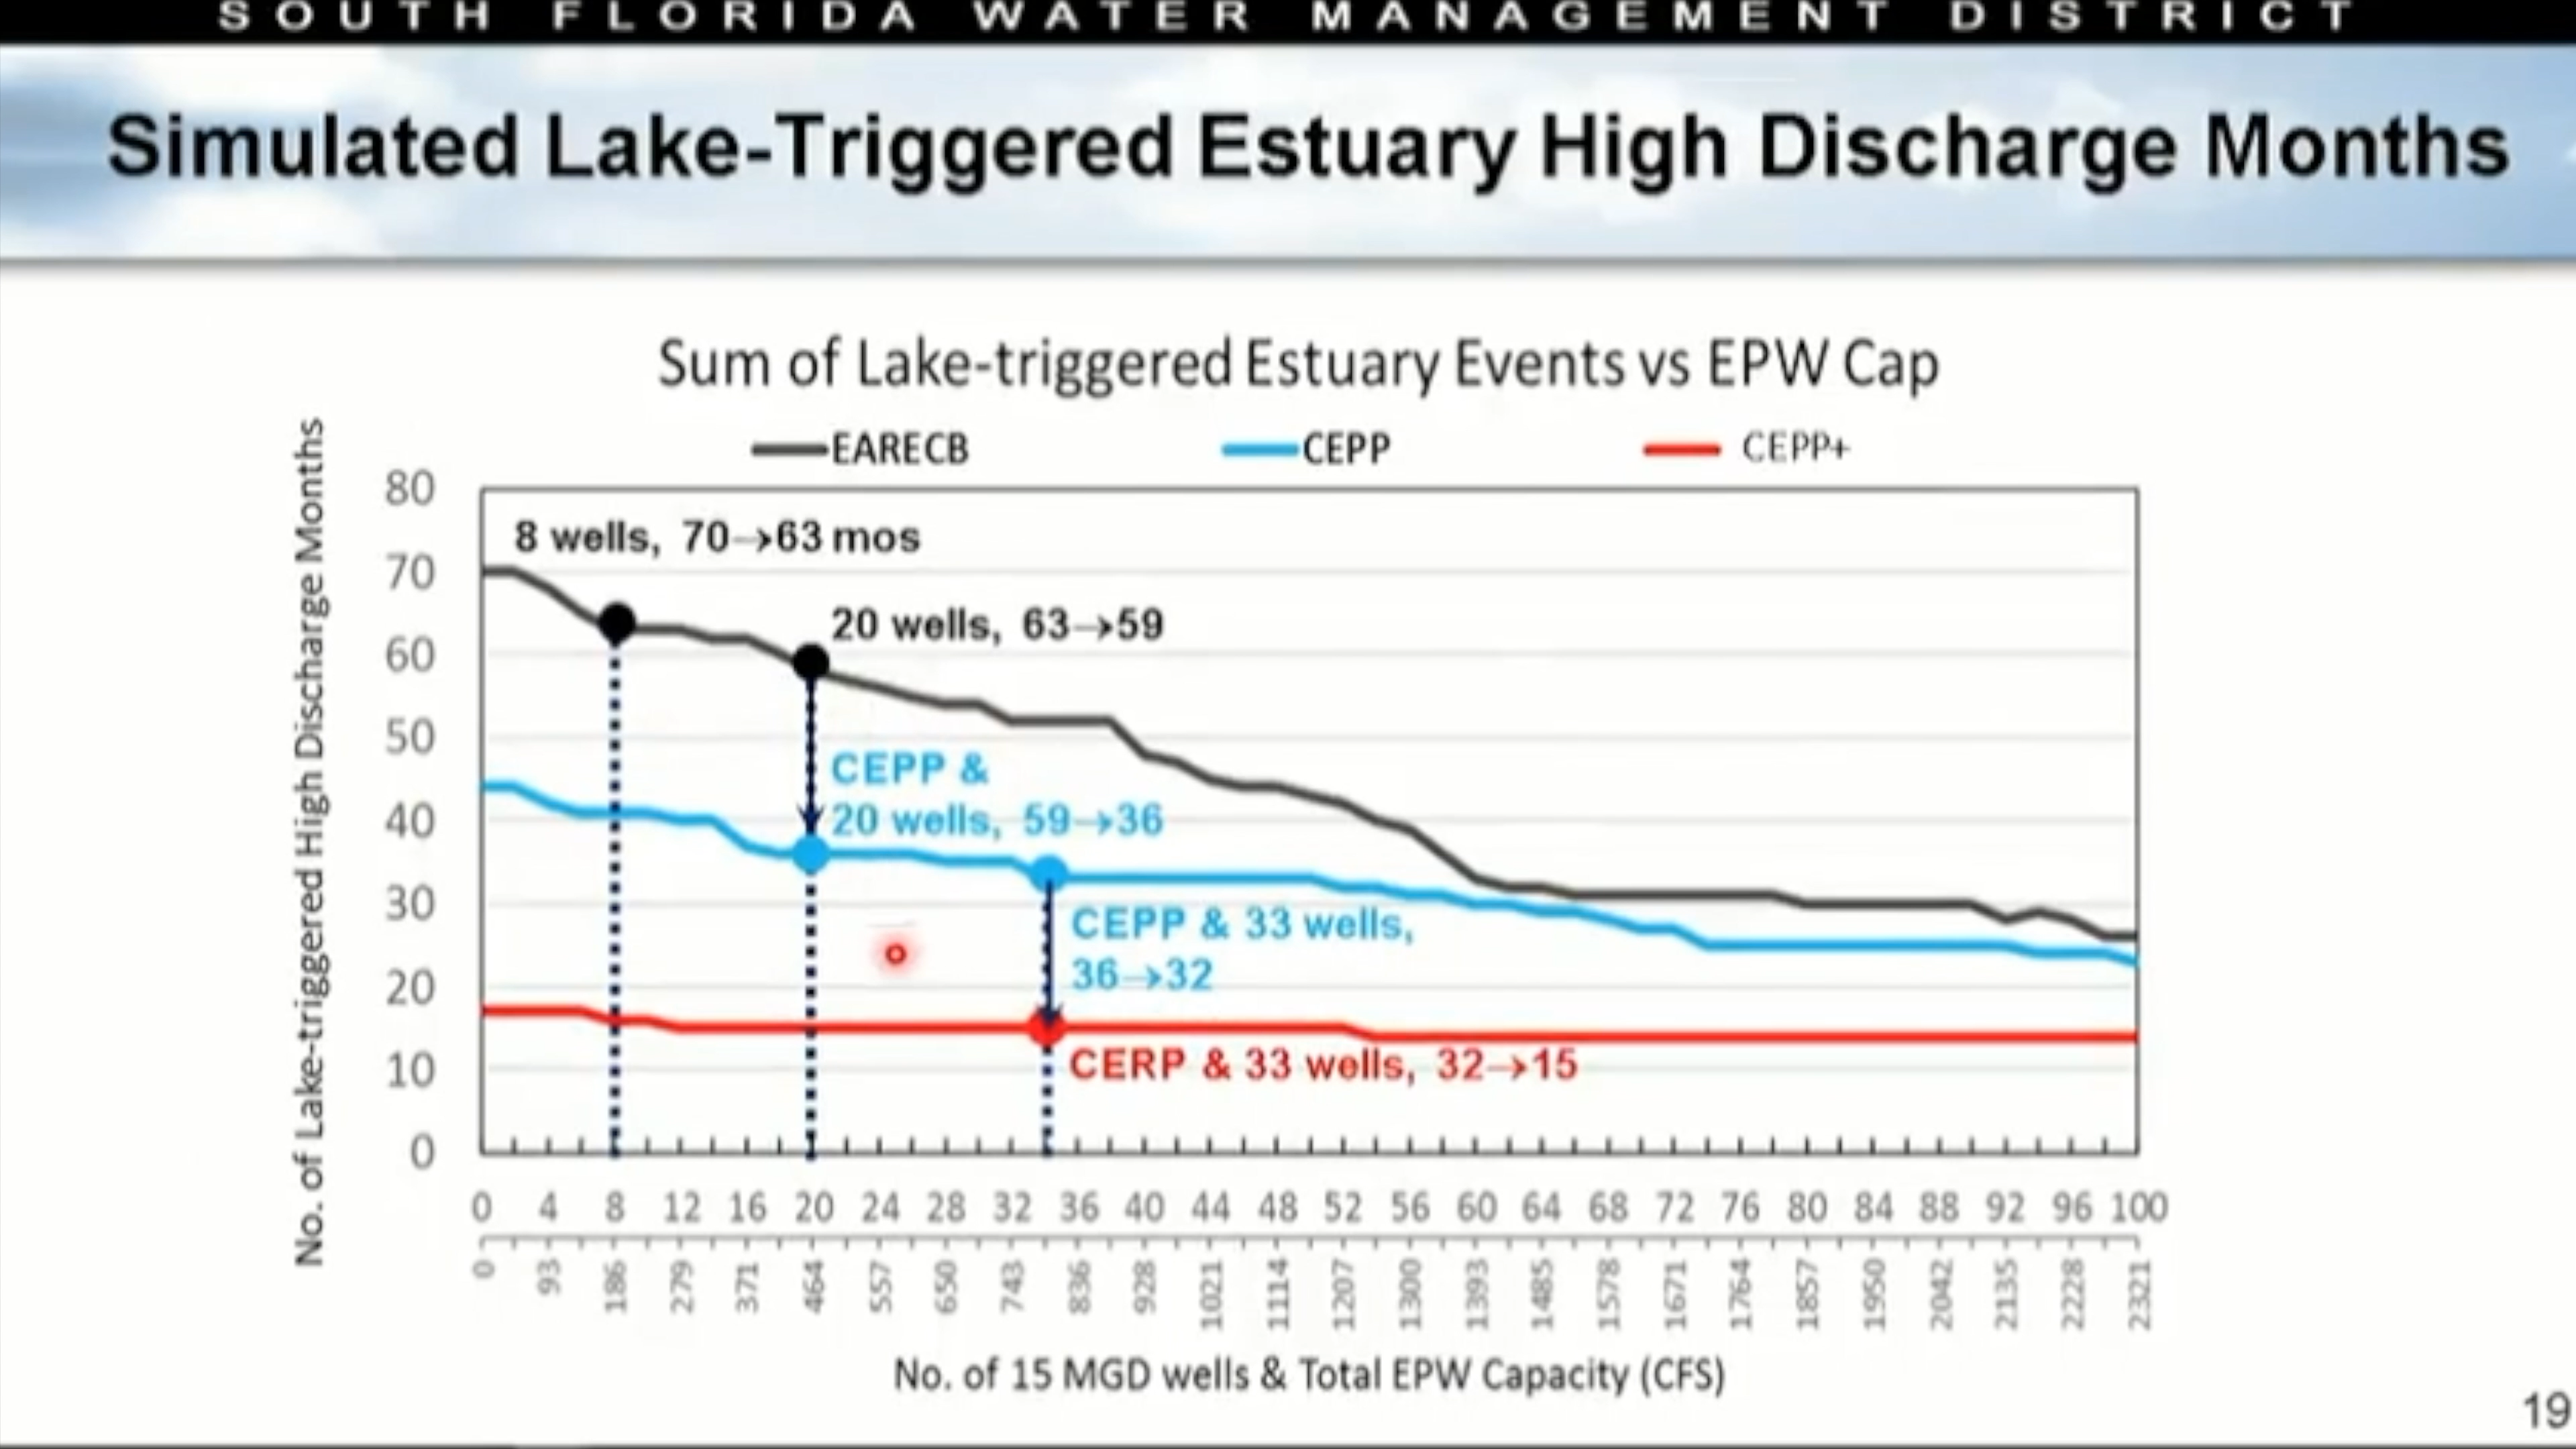 SOUTH FLORIDA WATER MANAGEMENT DISTRICT
Simulated Lake-Triggered Estuary High Discharge Months
Sum of Lake-triggered Estuary Events vs EPW Cap
EARECB CEPP CEPP+
No. of Lake-triggered High Discharge Months
80
70
60
50
40
30
20
10
0
8 wells, 70→63 mos
20 wells, 63→59
CEPP &
20 wells, 59→36
CEPP & 33 wells,
36→32
CERP & 33 wells, 32→15
0 4 8 12 16 20 24 28 32 36 40 44 48 52 56 60 64 68 72 76 80 84 88 92 96 100
0 93 186 279 371 464 557 650 743 836 928 1021 1114 1207 1300 1393 1485 1578 1671 1764 1857 1950 2042 2135 2228 2321
No. of 15 MGD wells & Total EPW Capacity (CFS)
19